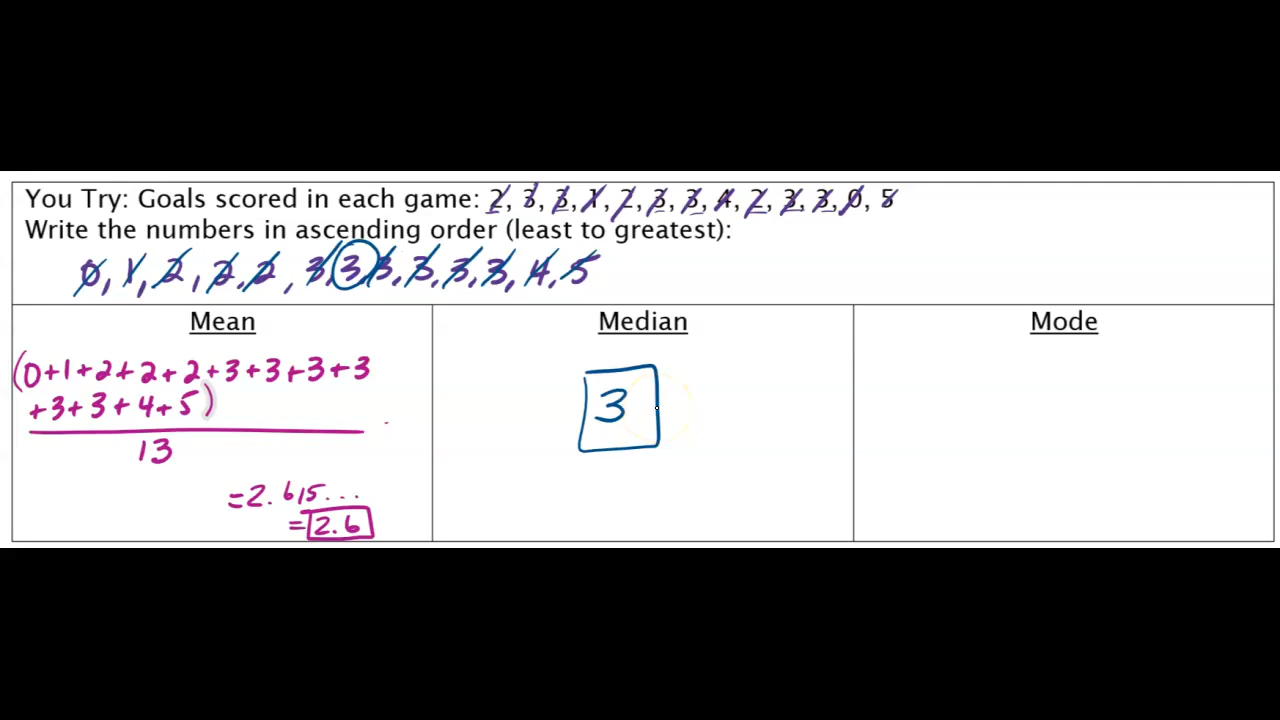 You Try: Goals scored in each game: 2, 3, 3, 1, 2, 3, 3, 4, 2, 3, 3, 0, 5
Write the numbers in ascending order (least to greatest):
0, 1, 2, 2, 2, 3, 3, 3, 3, 3, 3, 4, 5
Mean
(0+1+2+2+2+3+3+3+3
+3+3+4+5)
13
=2.615...
=2.6
Median
3
Mode